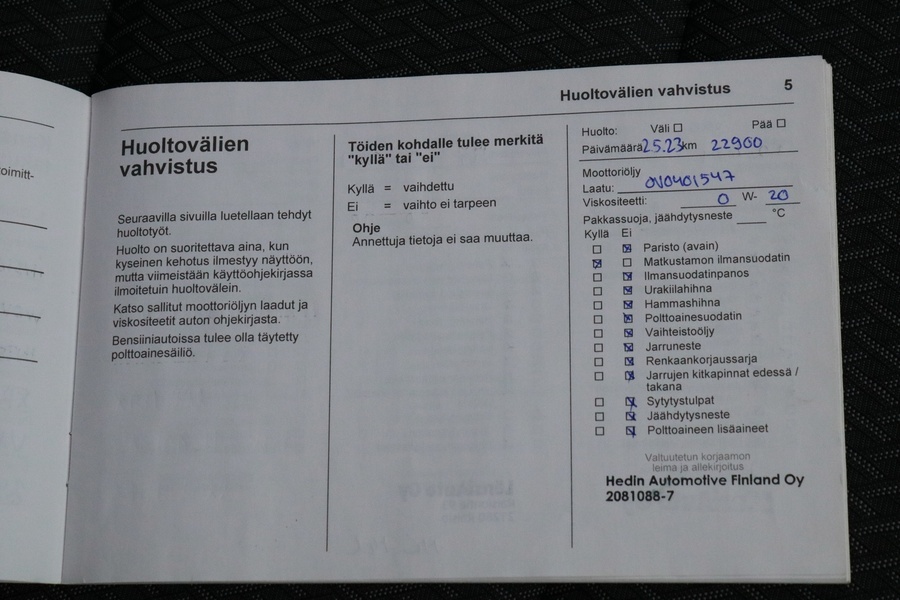 Huoltovälien vahvistus 5
Huoltovälien
vahvistus
Seuraavilla sivuilla luetellaan tehdyt
huoltotyöt.
Huolto on suoritettava aina, kun
kyseinen kehotus ilmestyy näyttöön,
mutta viimeistään käyttöohjekirjassa
ilmoitetuin huoltovälein.
Katso sallitut moottoriöljyn laadut ja
viskositeetit auton ohjekirjasta.
Bensiiniautoissa tulee olla täytetty
polttoainesäiliö.
Töiden kohdalle tulee merkitä
"kyllä" tai "ei"
Kyllä = vaihdettu
Ei = vaihto ei tarpeen
Ohje
Annettuja tietoja ei saa muuttaa.
Huolto: Väli Pää
Päivämäärä 25.23 km 22960
Moottoriöljy
Laatu: OV0401547
Viskositeetti: 0 W- 20
Pakkassuoja, jäähdytysneste °C
Kyllä Ei
Paristo (avain)
Matkustamon ilmansuodatin
Ilmansuodatinpanos
Urakiilahihna
Hammashihna
Polttoainesuodatin
Vaihteistoöljy
Jarruneste
Renkaankorjaussarja
Jarrujen kitkapinnat edessä /
takana
Sytytystulpat
Jäähdytysneste
Polttoaineen lisäaineet
Valtuutetun korjaamon
leima ja allekirjoitus
Hedin Automotive Finland Oy
2081088-7